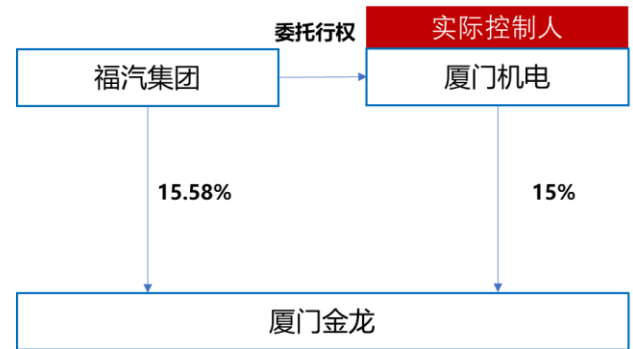 委托行权
实际控制人
福汽集团
厦门机电
15.58%
15%
厦门金龙